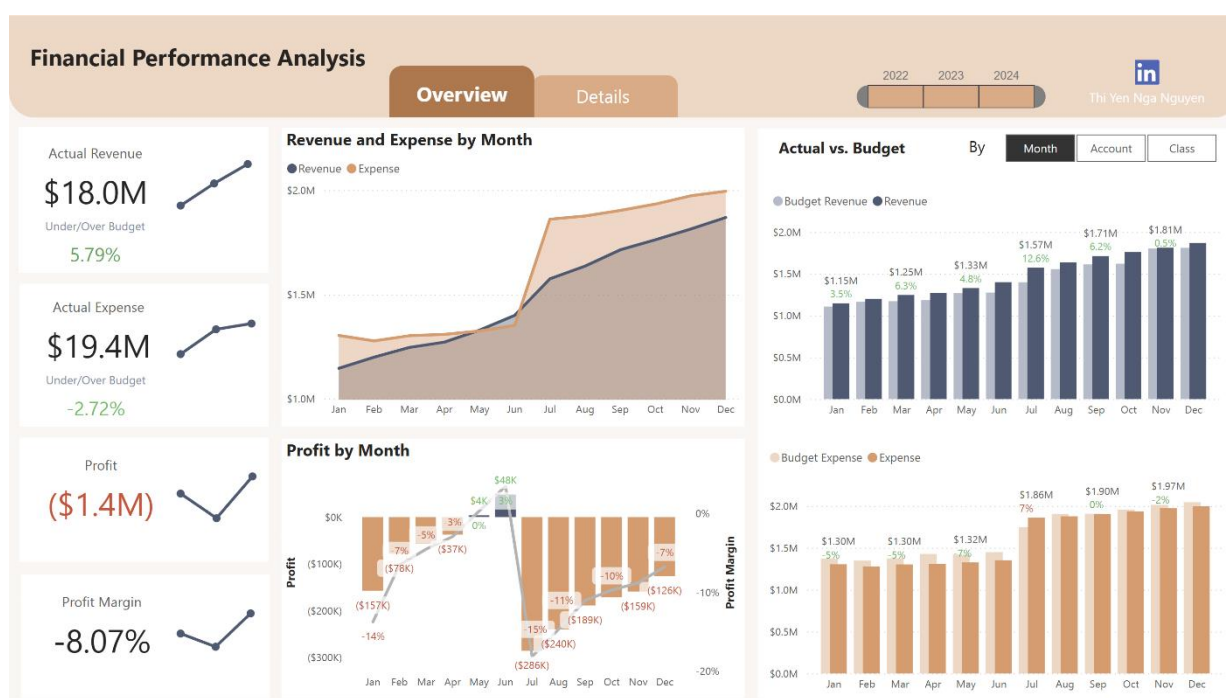 Financial Performance Analysis
Overview
Details
2022 2023 2024
in
Thi Yen Nga Nguyen
Actual Revenue
$18.0M
Under/Over Budget
5.79%
Actual Expense
$19.4M
Under/Over Budget
-2.72%
Profit
($1.4M)
Profit Margin
-8.07%
Revenue and Expense by Month
Revenue Expense
$2.0M
$1.5M
$1.0M
Jan Feb Mar Apr May Jun Jul Aug Sep Oct Nov Dec
Profit by Month
$0K
($100K)
($200K)
($300K)
Profit
($157K)
-14%
-7%
($78K)
-5%
3%
($37K)
$4K
0%
$48K
3%
-15%
($286K)
-11%
($240K)
($189K)
-10%
($159K)
-7%
($126K)
0%
-10%
-20%
Profit Margin
Jan Feb Mar Apr May Jun Jul Aug Sep Oct Nov Dec
Actual vs. Budget
By
Month Account Class
Budget Revenue Revenue
$2.0M
$1.5M
$1.0M
$0.5M
$0.0M
$1.15M
3.5%
$1.25M
6.3%
$1.33M
4.8%
$1.57M
12.6%
$1.71M
6.2%
$1.81M
0.5%
Jan Feb Mar Apr May Jun Jul Aug Sep Oct Nov Dec
Budget Expense Expense
$2.0M
$1.5M
$1.0M
$0.5M
$0.0M
$1.30M
-5%
$1.30M
-5%
$1.32M
-7%
$1.86M
7%
$1.90M
0%
$1.97M
-2%
Jan Feb Mar Apr May Jun Jul Aug Sep Oct Nov Dec